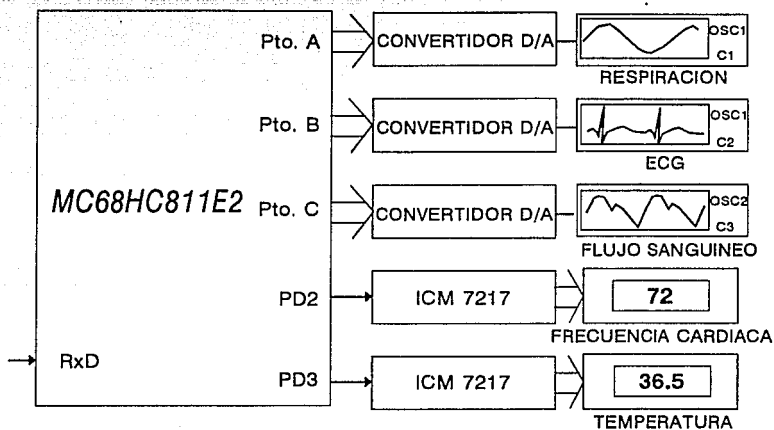 Pto. A
CONVERTIDOR D/A
OSC1
C1
RESPIRACION
Pto. B
CONVERTIDOR D/A
OSC1
C2
ECG
MC68HC811E2
Pto. C
CONVERTIDOR D/A
OSC2
C3
FLUJO SANGUINEO
PD2
ICM 7217
72
FRECUENCIA CARDIACA
RxD
PD3
ICM 7217
36.5
TEMPERATURA